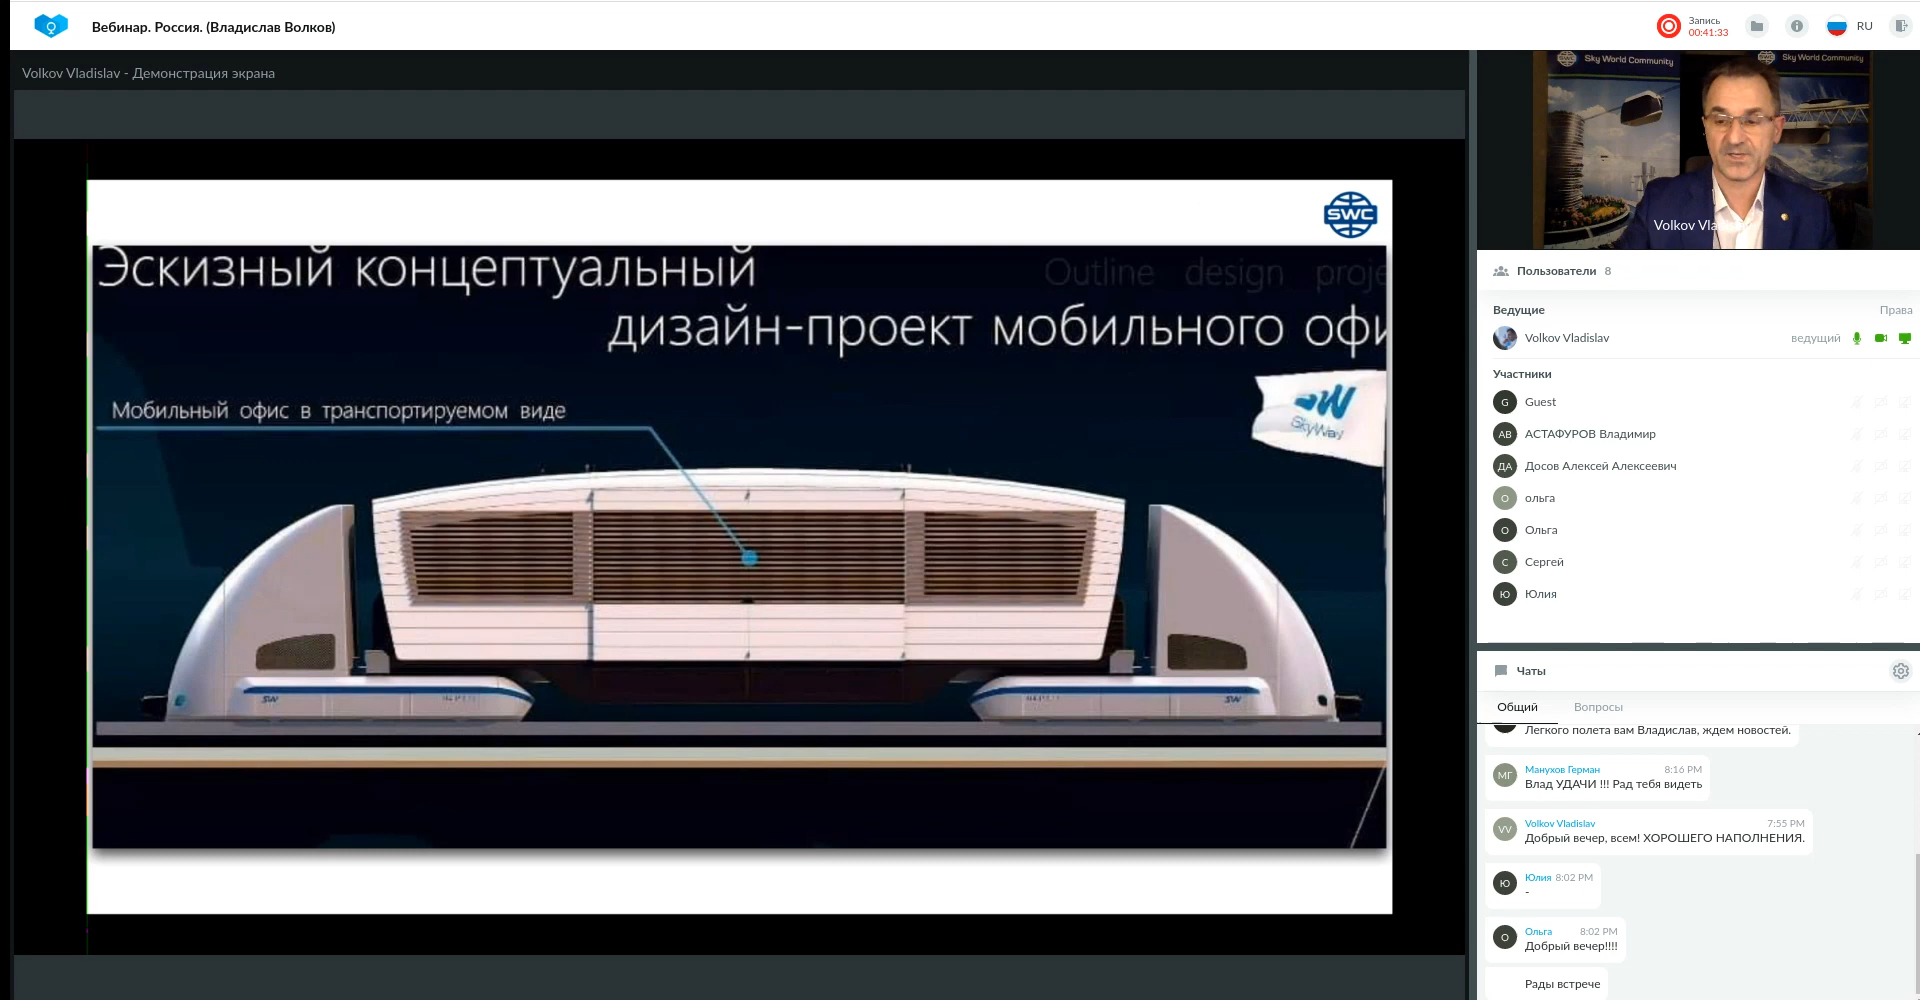 Вебинар. Россия. (Владислав Волков)
Запись
00:41:33
RU
Volkov Vladislav - Демонстрация экрана
SWC
Эскизный концептуальный
Outline design proje
дизайн-проект мобильного офи
Мобильный офис в транспортируемом виде
SW
SkyWay
SW
SW
SWC Sky World Community
Sky World Community
Volkov Vla
Пользователи 8
Ведущие Права
Volkov Vladislav ведущий
Участники
G Guest
АВ АСТАФУРОВ Владимир
ДА Досов Алексей Алексеевич
О ольга
О Ольга
С Сергей
Ю Юлия
Чаты
Общий Вопросы
Легкого полета вам Владислав, ждем новостей.
МГ Манухов Герман 8:16 PM
Влад УДАЧИ !!! Рад тебя видеть
VV Volkov Vladislav 7:55 PM
Добрый вечер, всем! ХОРОШЕГО НАПОЛНЕНИЯ.
Ю Юлия 8:02 PM
-
О Ольга 8:02 PM
Добрый вечер!!!!
Рады встрече